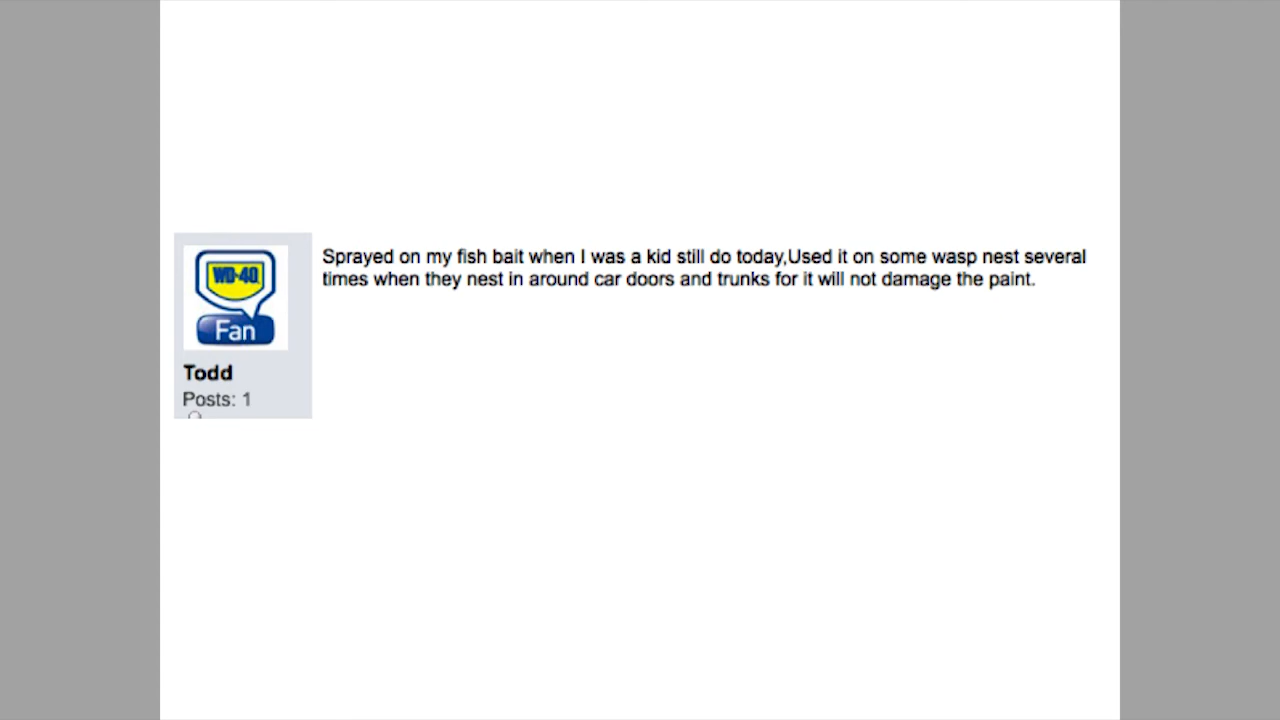 Sprayed on my fish bait when I was a kid still do today,Used it on some wasp nest several
times when they nest in around car doors and trunks for it will not damage the paint.
WD-40
Fan
Todd
Posts: 1